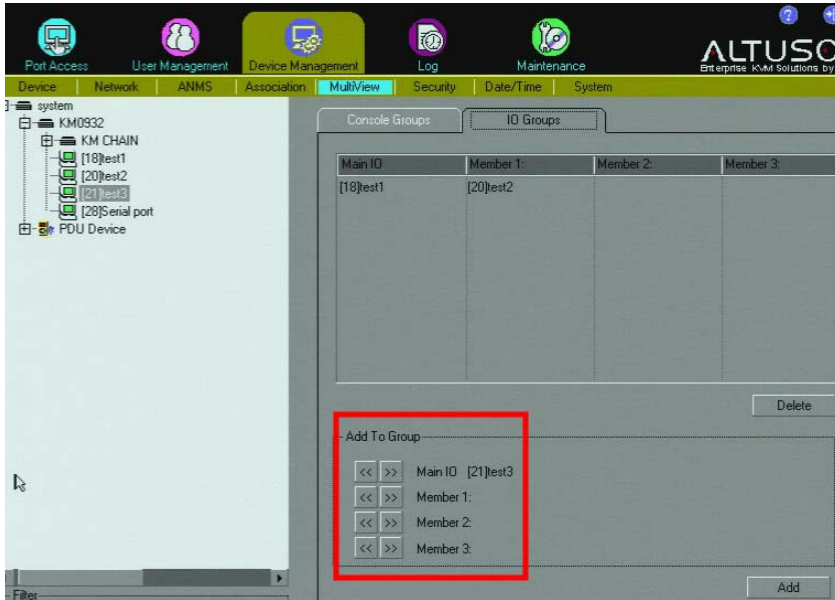 Port Access User Management Device Management Log Maintenance
ALTUSC
Enterprise KVM Solutions by
Device Network ANMS Association MultiView Security Date/Time System
system
KM0932
KM CHAIN
[18]test1
[20]test2
[21]test3
[28]Serial port
PDU Device
Console Groups IO Groups
Main IO Member 1: Member 2: Member 3:
[18]test1 [20]test2
Delete
Add To Group
<< >> Main IO [21]test3
<< >> Member 1:
<< >> Member 2:
<< >> Member 3:
Filter
Add